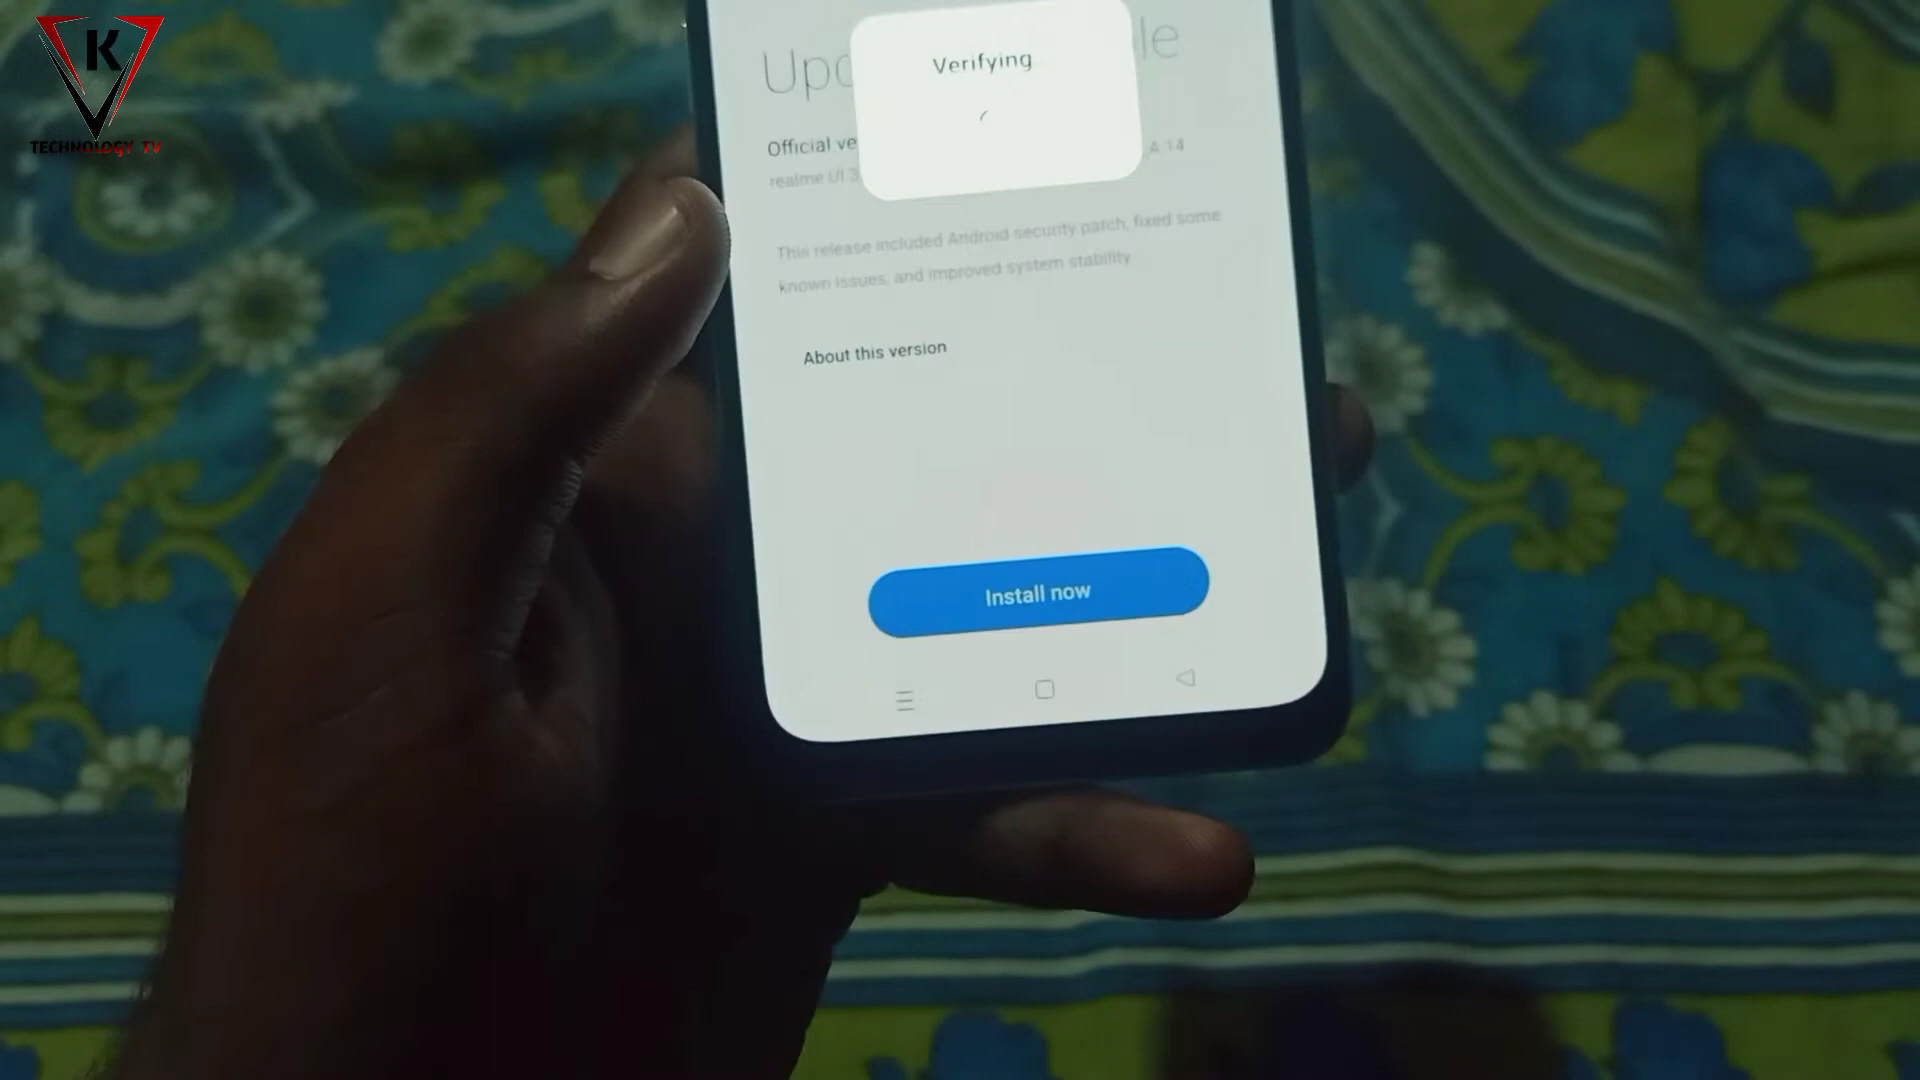 K
TECHNOLOGY TV
Verifying
Official
A 14
realme UI 3
This release included Android security patch, fixed some
known issues, and improved system stability
About this version
Install now